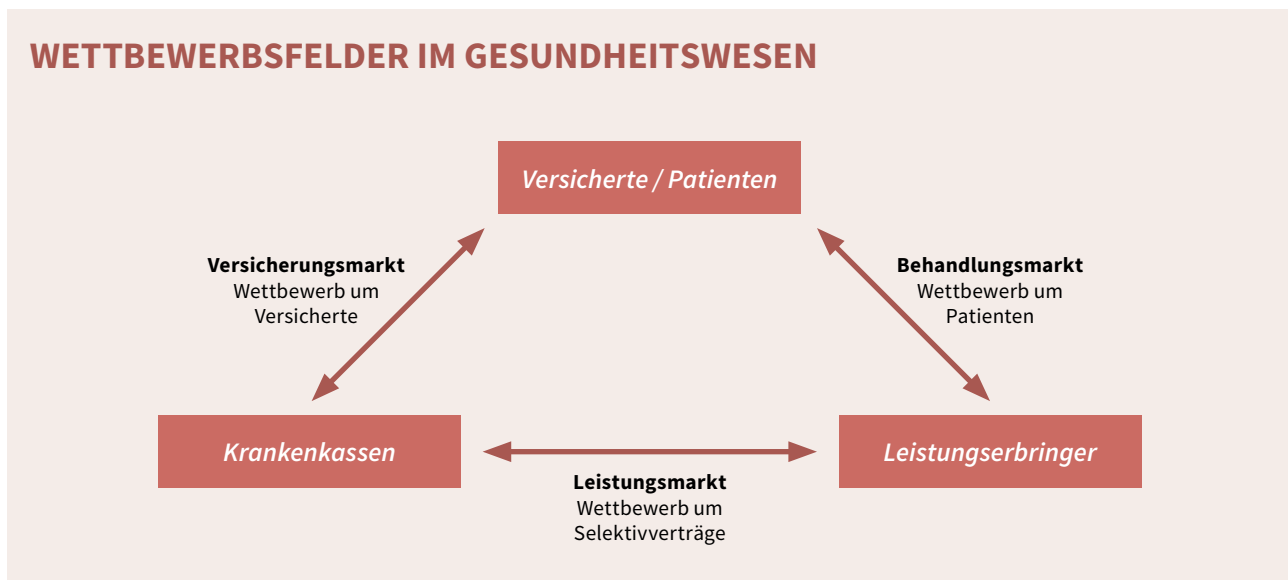 WETTBEWERBSFELDER IM GESUNDHEITSWESEN
Versicherte / Patienten
Versicherungsmarkt
Wettbewerb um
Versicherte
Behandlungsmarkt
Wettbewerb um
Patienten
Krankenkassen
Leistungserbringer
Leistungsmarkt
Wettbewerb um
Selektivverträge